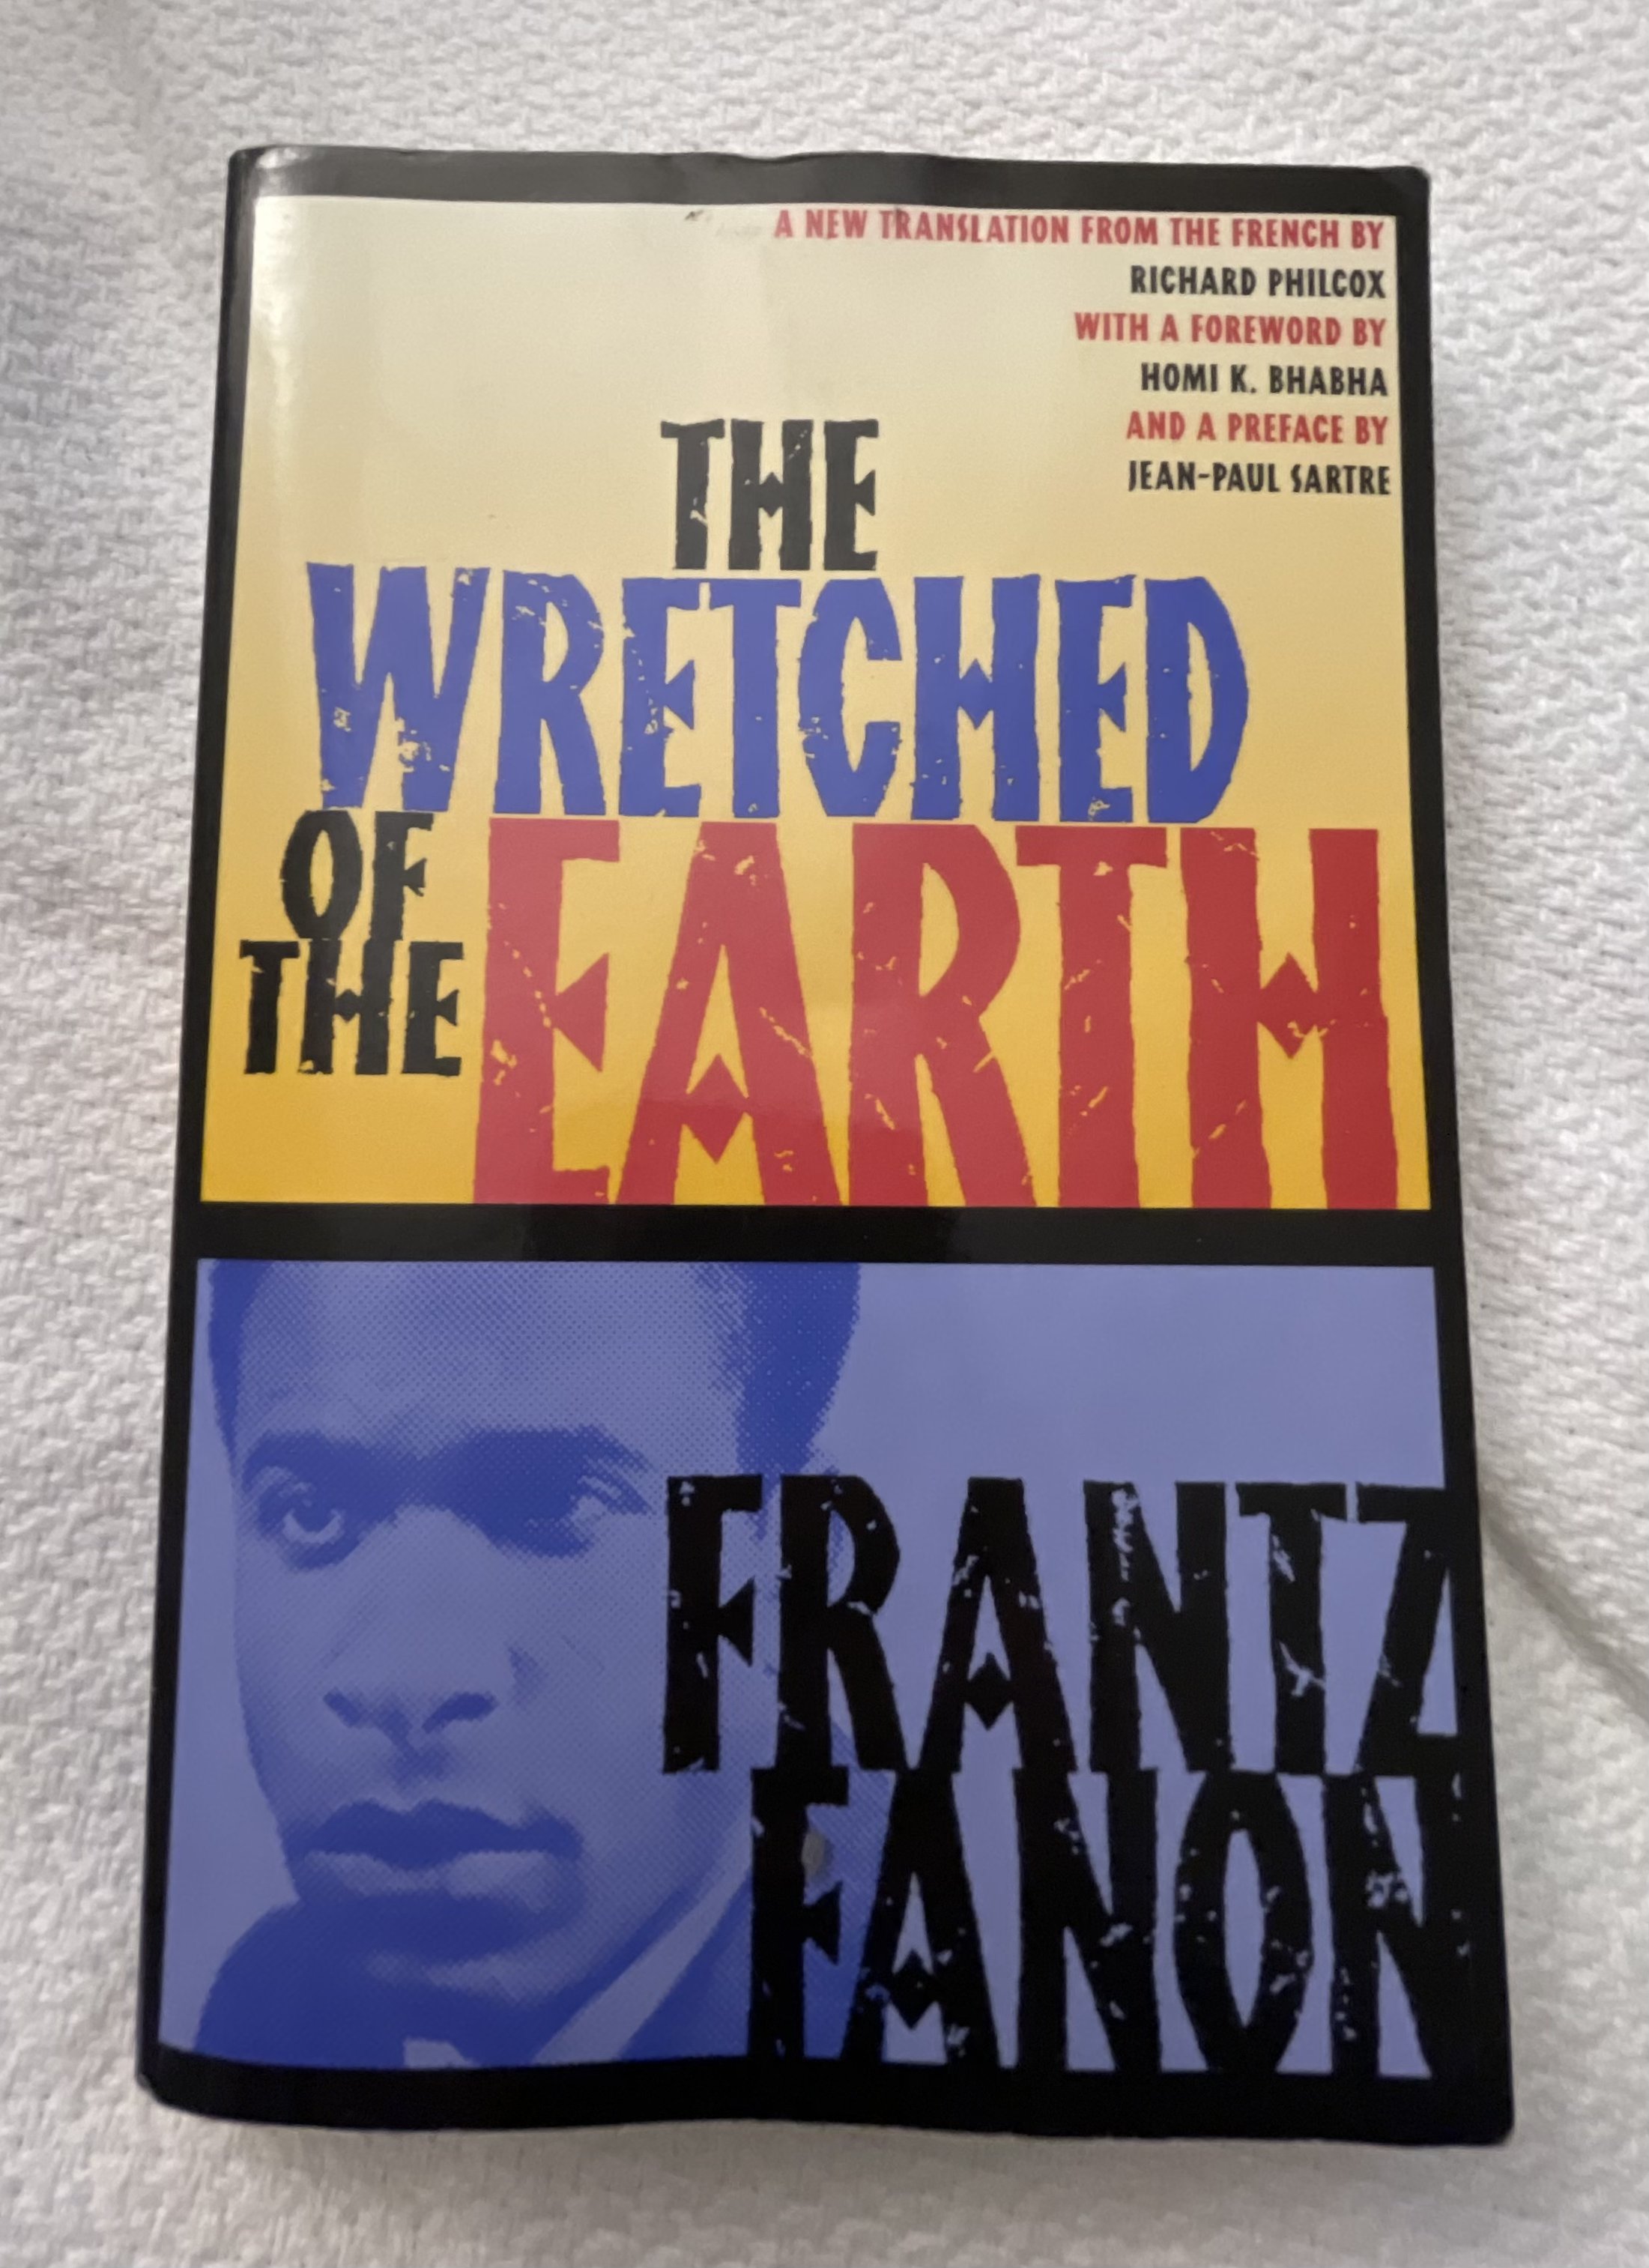 A NEW TRANSLATION FROM THE FRENCH BY
RICHARD PHILCOX
WITH A FOREWORD BY
HOMI K. BHABHA
AND A PREFACE BY
JEAN-PAUL SARTRE
THE
WRETCHED
OF
THE
EARTH
FRANTZ
FANON